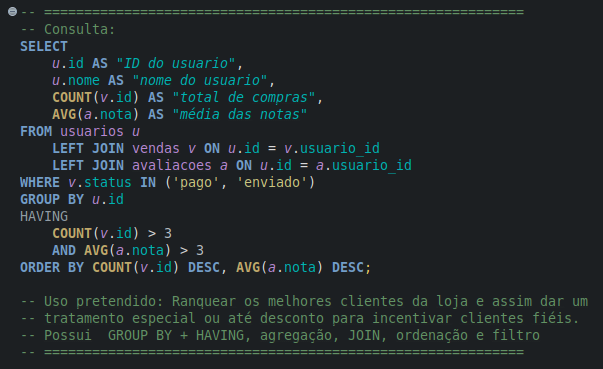 -- ============================================================
-- Consulta:
SELECT
u.id AS "ID do usuario",
u.nome AS "nome do usuario",
COUNT(v.id) AS "total de compras",
AVG(a.nota) AS "média das notas"
FROM usuarios u
LEFT JOIN vendas v ON u.id = v.usuario_id
LEFT JOIN avaliacoes a ON u.id = a.usuario_id
WHERE v.status IN ('pago', 'enviado')
GROUP BY u.id
HAVING
COUNT(v.id) > 3
AND AVG(a.nota) > 3
ORDER BY COUNT(v.id) DESC, AVG(a.nota) DESC;
-- Uso pretendido: Ranquear os melhores clientes da loja e assim dar um
-- tratamento especial ou até desconto para incentivar clientes fiéis.
-- Possui  GROUP BY + HAVING, agregação, JOIN, ordenação e filtro
-- ============================================================